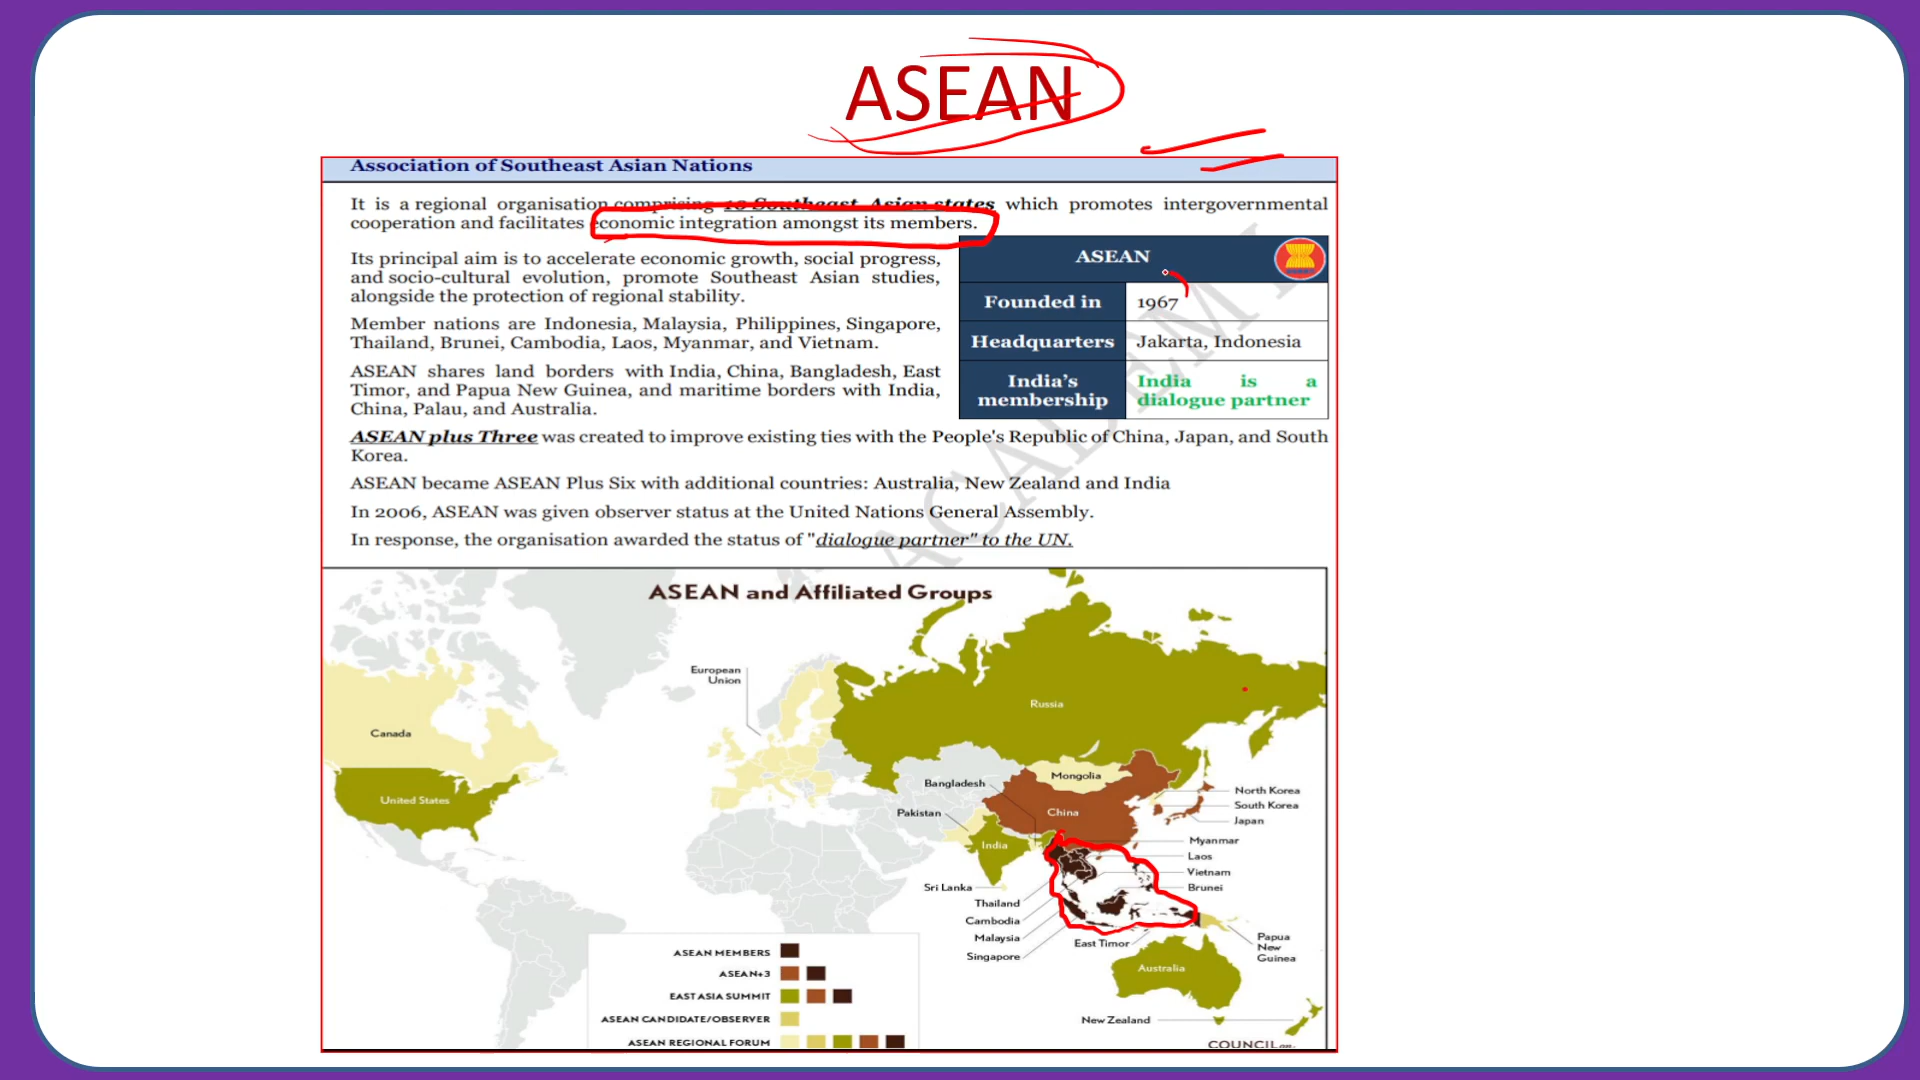 ASEAN
Association of Southeast Asian Nations
It is a regional organisation comprising 10 Southeast Asian states which promotes intergovernmental
cooperation and facilitates economic integration amongst its members.
Its principal aim is to accelerate economic growth, social progress,
and socio-cultural evolution, promote Southeast Asian studies,
alongside the protection of regional stability.
Member nations are Indonesia, Malaysia, Philippines, Singapore,
Thailand, Brunei, Cambodia, Laos, Myanmar, and Vietnam.
ASEAN shares land borders with India, China, Bangladesh, East
Timor, and Papua New Guinea, and maritime borders with India,
China, Palau, and Australia.
ASEAN
Founded in 1967
Headquarters Jakarta, Indonesia
India's membership India is a dialogue partner
ASEAN plus Three was created to improve existing ties with the People's Republic of China, Japan, and South
Korea.
ASEAN became ASEAN Plus Six with additional countries: Australia, New Zealand and India
In 2006, ASEAN was given observer status at the United Nations General Assembly.
In response, the organisation awarded the status of "dialogue partner" to the UN.
ACADEMY
ASEAN and Affiliated Groups
European
Union
Russia
Canada
United States
Mongolia
Bangladesh
China
Pakistan
India
North Korea
South Korea
Japan
Myanmar
Laos
Vietnam
Brunei
Sri Lanka
Thailand
Cambodia
Malaysia
Singapore
East Timor
Papua
New
Guinea
Australia
New Zealand
ASEAN MEMBERS
ASEAN+3
EAST ASIA SUMMIT
ASEAN CANDIDATE/OBSERVER
ASEAN REGIONAL FORUM
COUNCIL